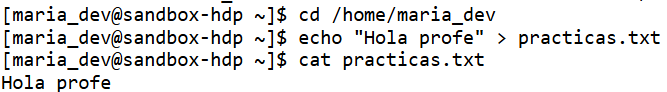 [maria_dev@sandbox-hdp ~]$ cd /home/maria_dev
[maria_dev@sandbox-hdp ~]$ echo "Hola profe" > practicas.txt
[maria_dev@sandbox-hdp ~]$ cat practicas.txt
Hola profe